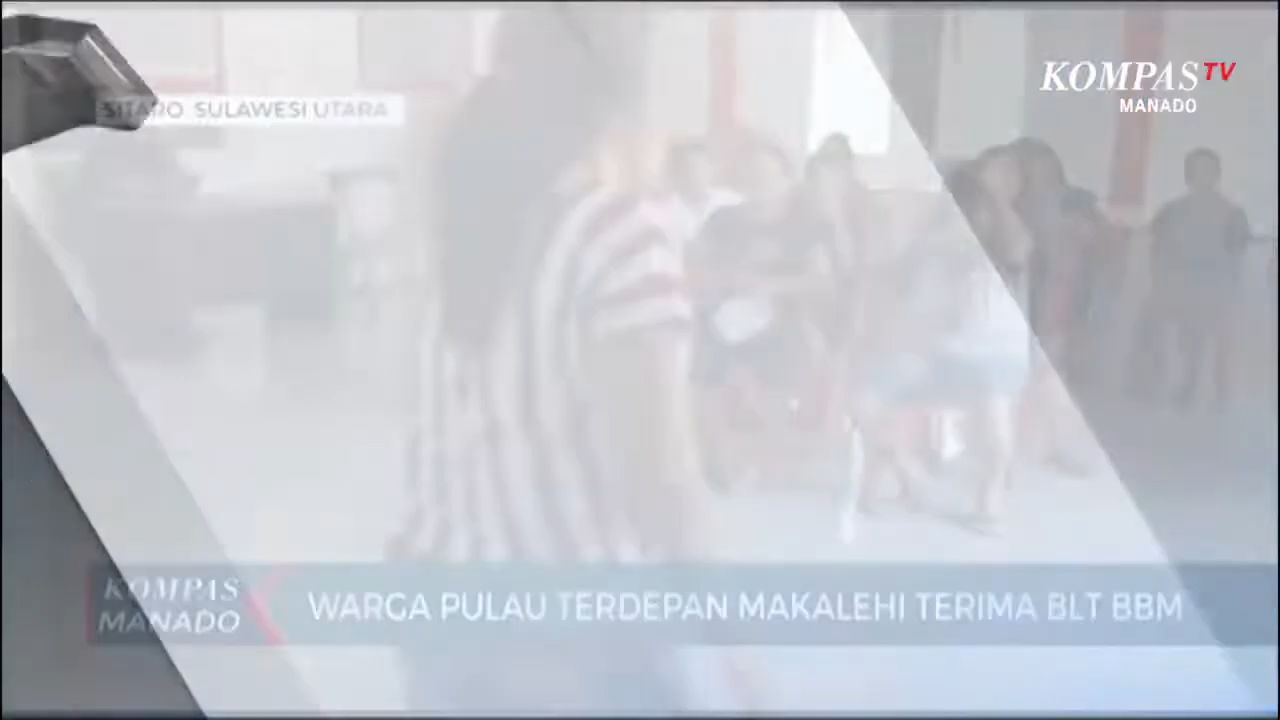 KOMPAS TV
MANADO
SITARO SULAWESI UTARA
KOMPAS
MANADO
WARGA PULAU TERDEPAN MAKALEHI TERIMA BLT BBM